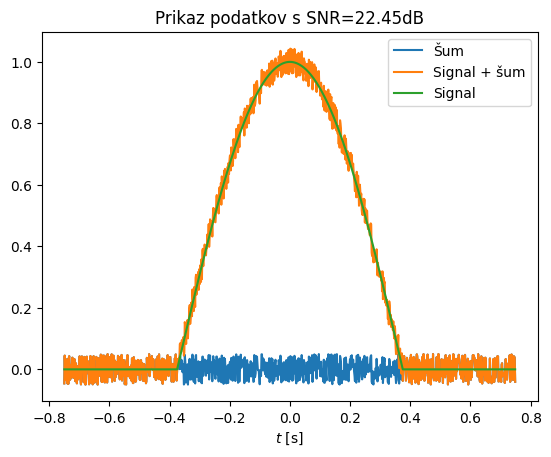 Prikaz podatkov s SNR=22.45dB
Šum
Signal + šum
Signal
1.0
0.8
0.6
0.4
0.2
0.0
−0.8 −0.6 −0.4 −0.2 0.0 0.2 0.4 0.6 0.8
t [s]